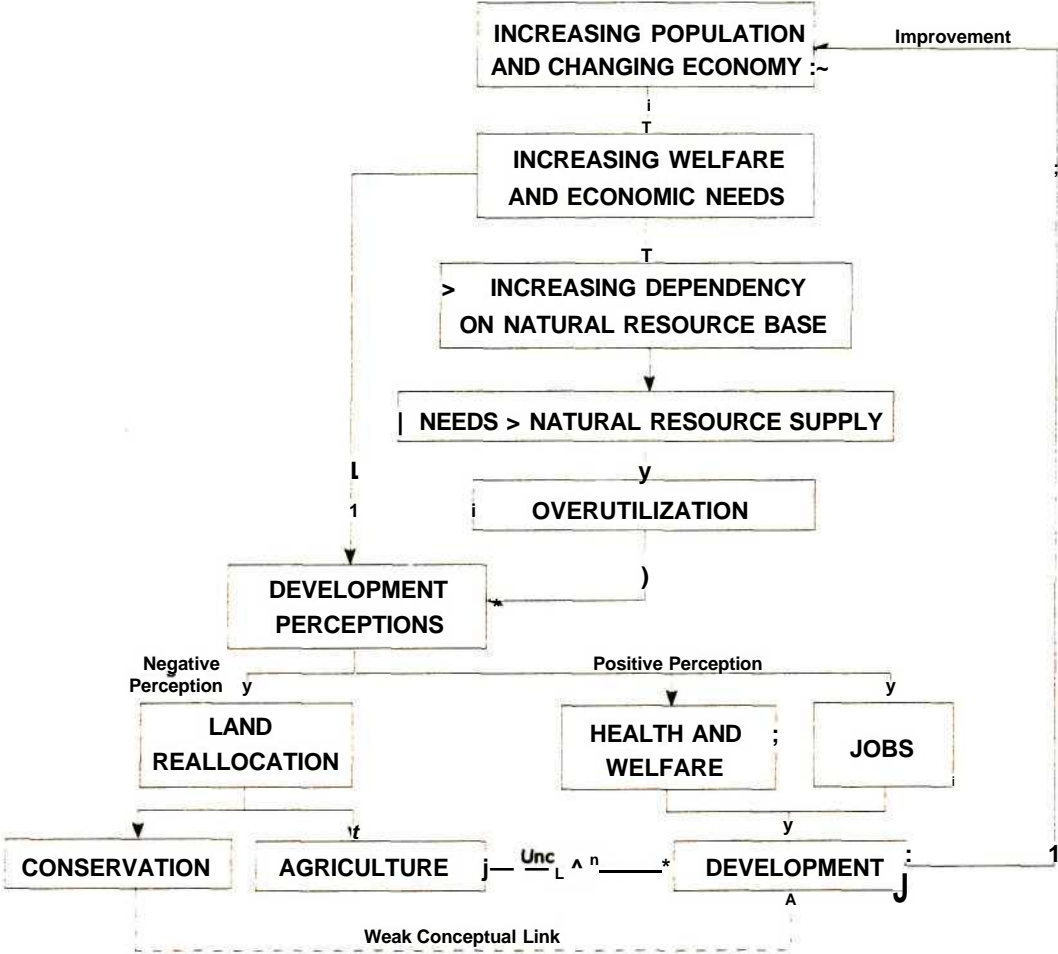 INCREASING POPULATION
AND CHANGING ECONOMY
Improvement
INCREASING WELFARE
AND ECONOMIC NEEDS
INCREASING DEPENDENCY
ON NATURAL RESOURCE BASE
NEEDS > NATURAL RESOURCE SUPPLY
OVERUTILIZATION
DEVELOPMENT
PERCEPTIONS
Negative
Perception
Positive Perception
LAND
REALLOCATION
HEALTH AND
WELFARE
JOBS
CONSERVATION
AGRICULTURE
DEVELOPMENT
Weak Conceptual Link